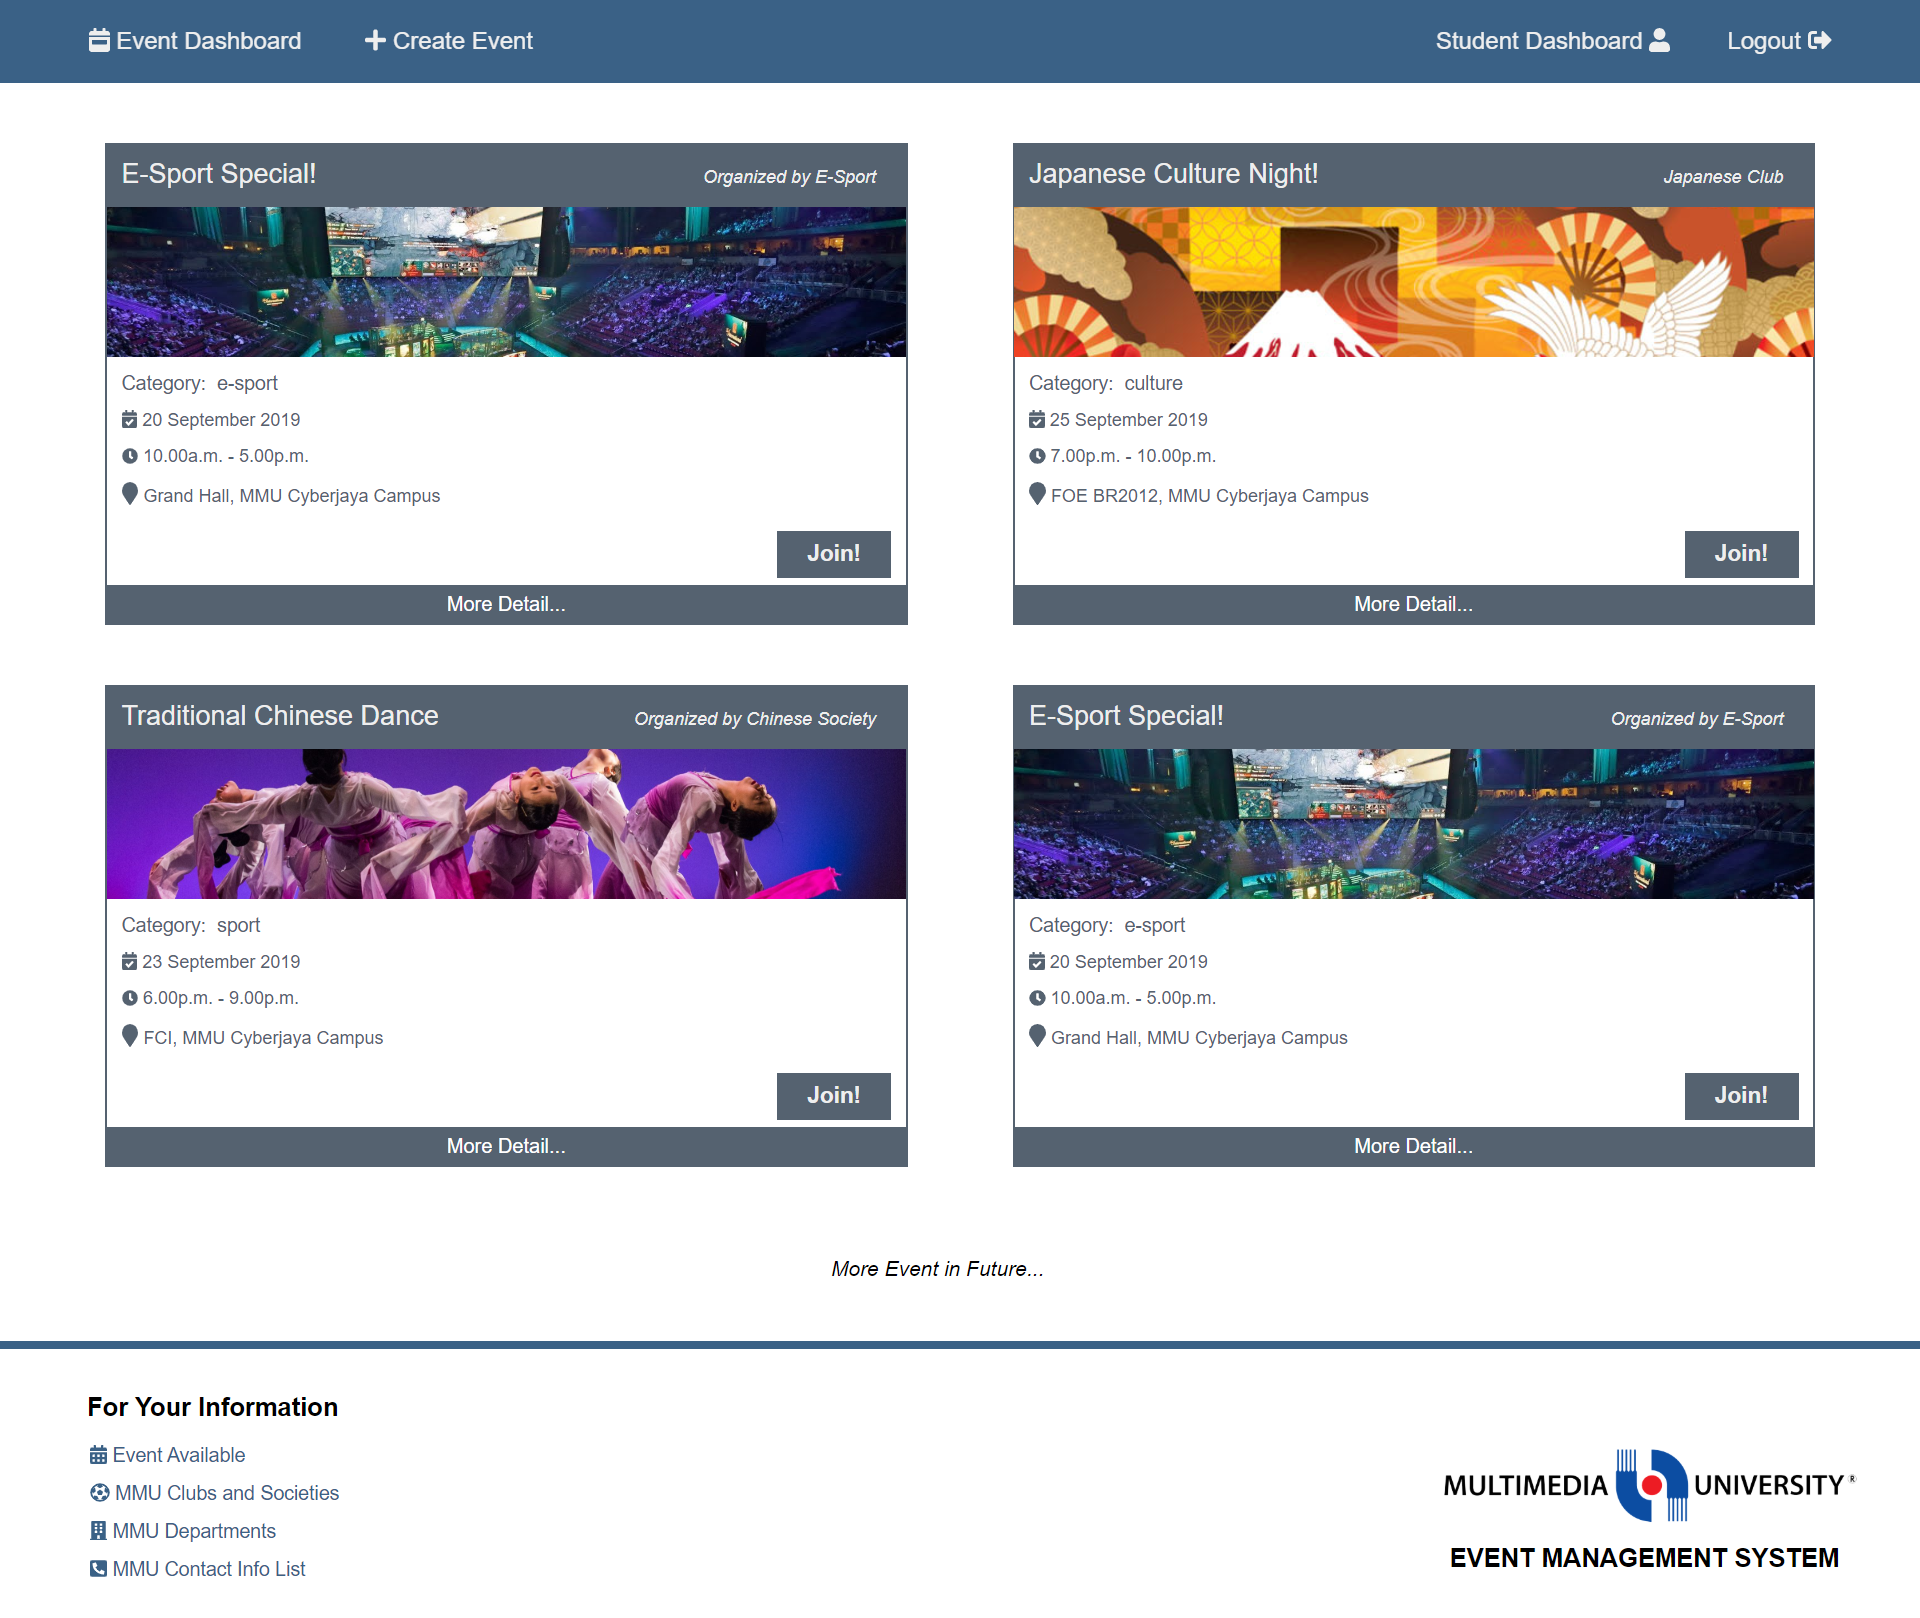 Event Dashboard
Create Event
Student Dashboard
Logout
E-Sport Special!
Organized by E-Sport
Category: e-sport
20 September 2019
10.00a.m. - 5.00p.m.
Grand Hall, MMU Cyberjaya Campus
Join!
More Detail...
Japanese Culture Night!
Japanese Club
Category: culture
25 September 2019
7.00p.m. - 10.00p.m.
FOE BR2012, MMU Cyberjaya Campus
Join!
More Detail...
Traditional Chinese Dance
Organized by Chinese Society
Category: sport
23 September 2019
6.00p.m. - 9.00p.m.
FCI, MMU Cyberjaya Campus
Join!
More Detail...
E-Sport Special!
Organized by E-Sport
Category: e-sport
20 September 2019
10.00a.m. - 5.00p.m.
Grand Hall, MMU Cyberjaya Campus
Join!
More Detail...
More Event in Future...
For Your Information
Event Available
MMU Clubs and Societies
MMU Departments
MMU Contact Info List
MULTIMEDIA UNIVERSITY®
EVENT MANAGEMENT SYSTEM